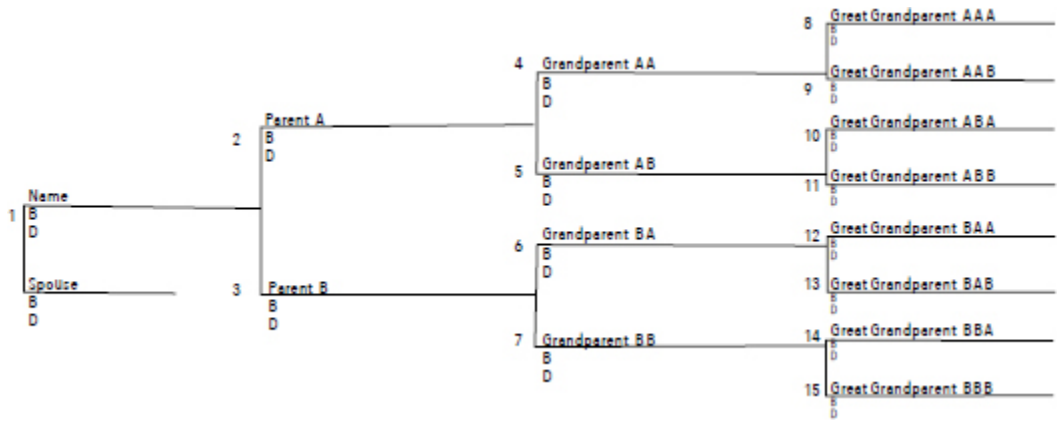 1 Name
B
D
Spouse
B
D
2 Parent A
B
D
3 Parent B
B
D
4 Grandparent AA
B
D
5 Grandparent AB
B
D
6 Grandparent BA
B
D
7 Grandparent BB
B
D
8 Great Grandparent AAA
B
D
9 Great Grandparent AAB
B
D
10 Great Grandparent ABA
B
D
11 Great Grandparent ABB
B
D
12 Great Grandparent BAA
B
D
13 Great Grandparent BAB
B
D
14 Great Grandparent BBA
B
D
15 Great Grandparent BBB
B
D